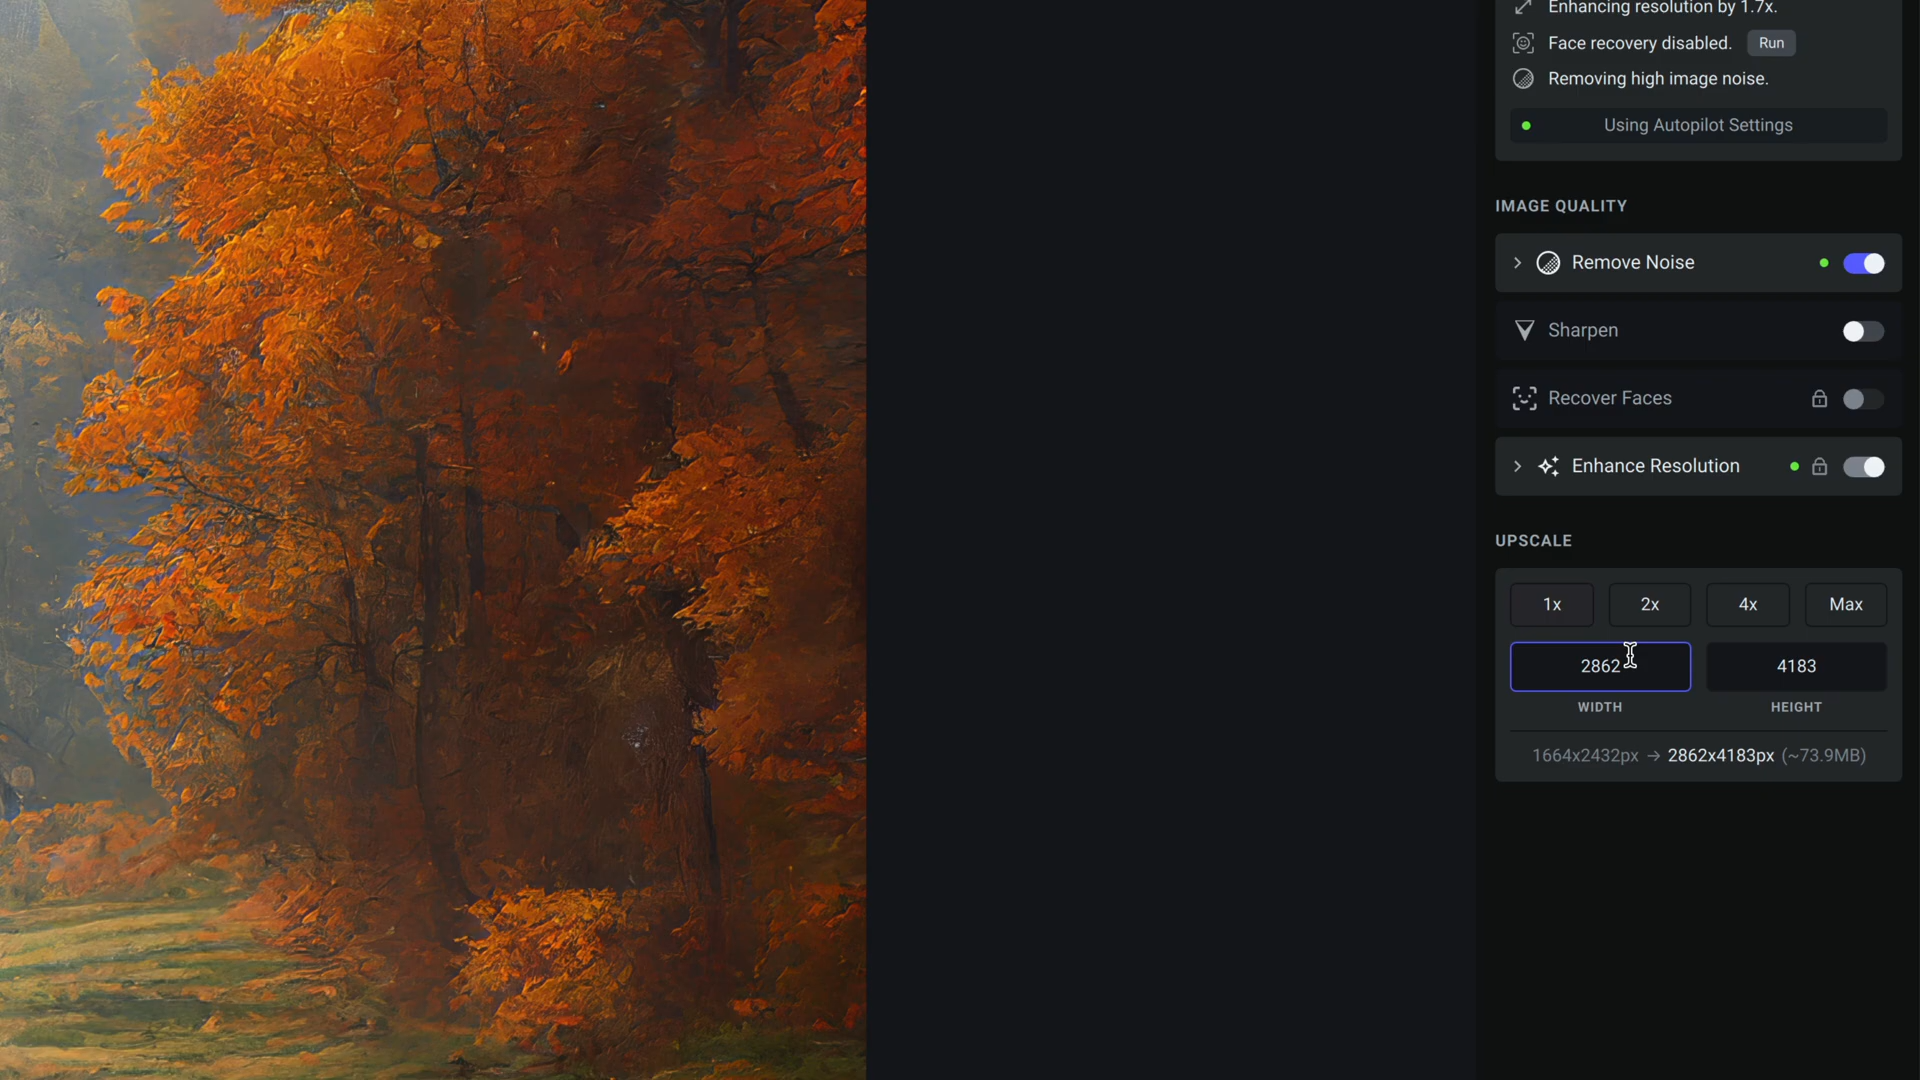 Enhancing resolution by 1.7x.
Face recovery disabled. Run
Removing high image noise.
Using Autopilot Settings
IMAGE QUALITY
Remove Noise
Sharpen
Recover Faces
Enhance Resolution
UPSCALE
1x 2x 4x Max
2862 4183
WIDTH HEIGHT
1664x2432px → 2862x4183px (~73.9MB)